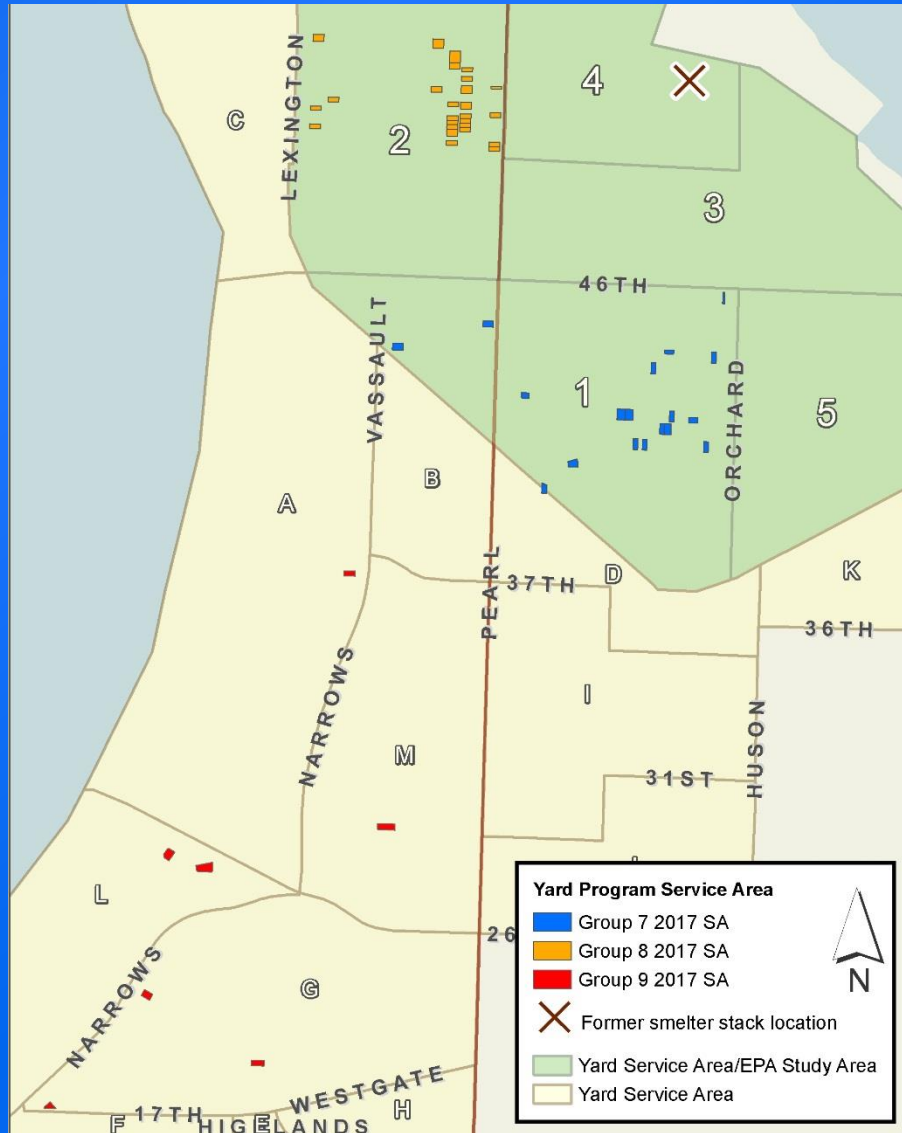 C
LEXINGTON
2
4
3
46TH
VASSAULT
1
ORCHARD
5
A
B
PEARL
37TH
D
K
36TH
NARROWS
I
M
HUSON
31ST
L
26
NARROWS
G
17TH
WESTGATE
F
HIGHLANDS
E
H
Yard Program Service Area
Group 7 2017 SA
Group 8 2017 SA
Group 9 2017 SA
Former smelter stack location
Yard Service Area/EPA Study Area
Yard Service Area
N